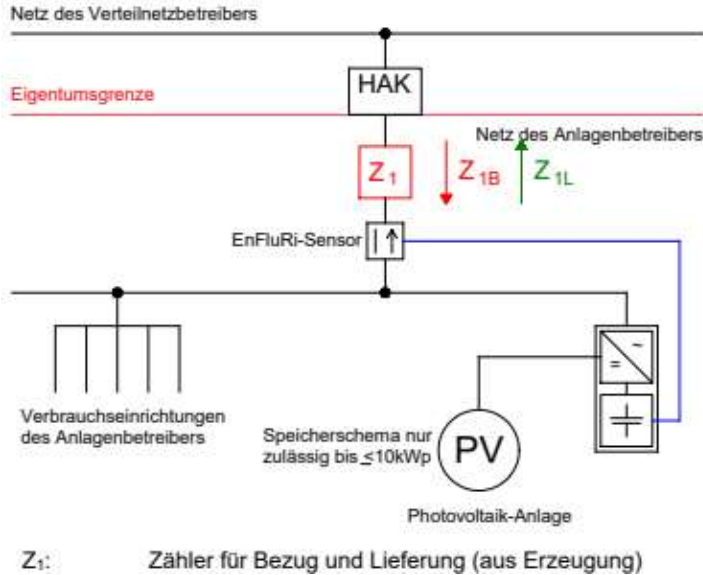 Netz des Verteilnetzbetreibers
HAK
Eigentumsgrenze
Netz des Anlagenbetreibers
Z1
Z1B
Z1L
EnFluRi-Sensor
~
=
Verbrauchseinrichtungen
des Anlagenbetreibers
Speicherschema nur
zulässig bis ≤10kWp
PV
Photovoltaik-Anlage
Z1: Zähler für Bezug und Lieferung (aus Erzeugung)